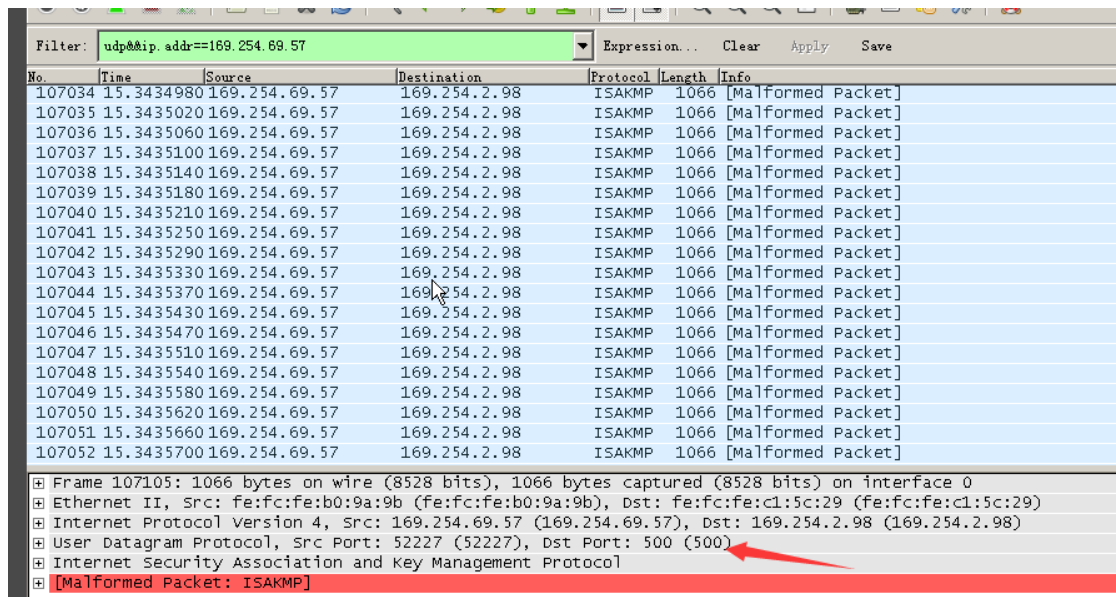 Filter: udp&&ip.addr==169.254.69.57 Expression... Clear Apply Save
No. Time Source Destination Protocol Length Info
107034 15.3434980 169.254.69.57 169.254.2.98 ISAKMP 1066 [Malformed Packet]
107035 15.3435020 169.254.69.57 169.254.2.98 ISAKMP 1066 [Malformed Packet]
107036 15.3435060 169.254.69.57 169.254.2.98 ISAKMP 1066 [Malformed Packet]
107037 15.3435100 169.254.69.57 169.254.2.98 ISAKMP 1066 [Malformed Packet]
107038 15.3435140 169.254.69.57 169.254.2.98 ISAKMP 1066 [Malformed Packet]
107039 15.3435180 169.254.69.57 169.254.2.98 ISAKMP 1066 [Malformed Packet]
107040 15.3435210 169.254.69.57 169.254.2.98 ISAKMP 1066 [Malformed Packet]
107041 15.3435250 169.254.69.57 169.254.2.98 ISAKMP 1066 [Malformed Packet]
107042 15.3435290 169.254.69.57 169.254.2.98 ISAKMP 1066 [Malformed Packet]
107043 15.3435330 169.254.69.57 169.254.2.98 ISAKMP 1066 [Malformed Packet]
107044 15.3435370 169.254.69.57 169.254.2.98 ISAKMP 1066 [Malformed Packet]
107045 15.3435430 169.254.69.57 169.254.2.98 ISAKMP 1066 [Malformed Packet]
107046 15.3435470 169.254.69.57 169.254.2.98 ISAKMP 1066 [Malformed Packet]
107047 15.3435510 169.254.69.57 169.254.2.98 ISAKMP 1066 [Malformed Packet]
107048 15.3435540 169.254.69.57 169.254.2.98 ISAKMP 1066 [Malformed Packet]
107049 15.3435580 169.254.69.57 169.254.2.98 ISAKMP 1066 [Malformed Packet]
107050 15.3435620 169.254.69.57 169.254.2.98 ISAKMP 1066 [Malformed Packet]
107051 15.3435660 169.254.69.57 169.254.2.98 ISAKMP 1066 [Malformed Packet]
107052 15.3435700 169.254.69.57 169.254.2.98 ISAKMP 1066 [Malformed Packet]
Frame 107105: 1066 bytes on wire (8528 bits), 1066 bytes captured (8528 bits) on interface 0
Ethernet II, Src: fe:fc:fe:b0:9a:9b (fe:fc:fe:b0:9a:9b), Dst: fe:fc:fe:c1:5c:29 (fe:fc:fe:c1:5c:29)
Internet Protocol Version 4, Src: 169.254.69.57 (169.254.69.57), Dst: 169.254.2.98 (169.254.2.98)
User Datagram Protocol, Src Port: 52227 (52227), Dst Port: 500 (500)
Internet Security Association and Key Management Protocol
[Malformed Packet: ISAKMP]